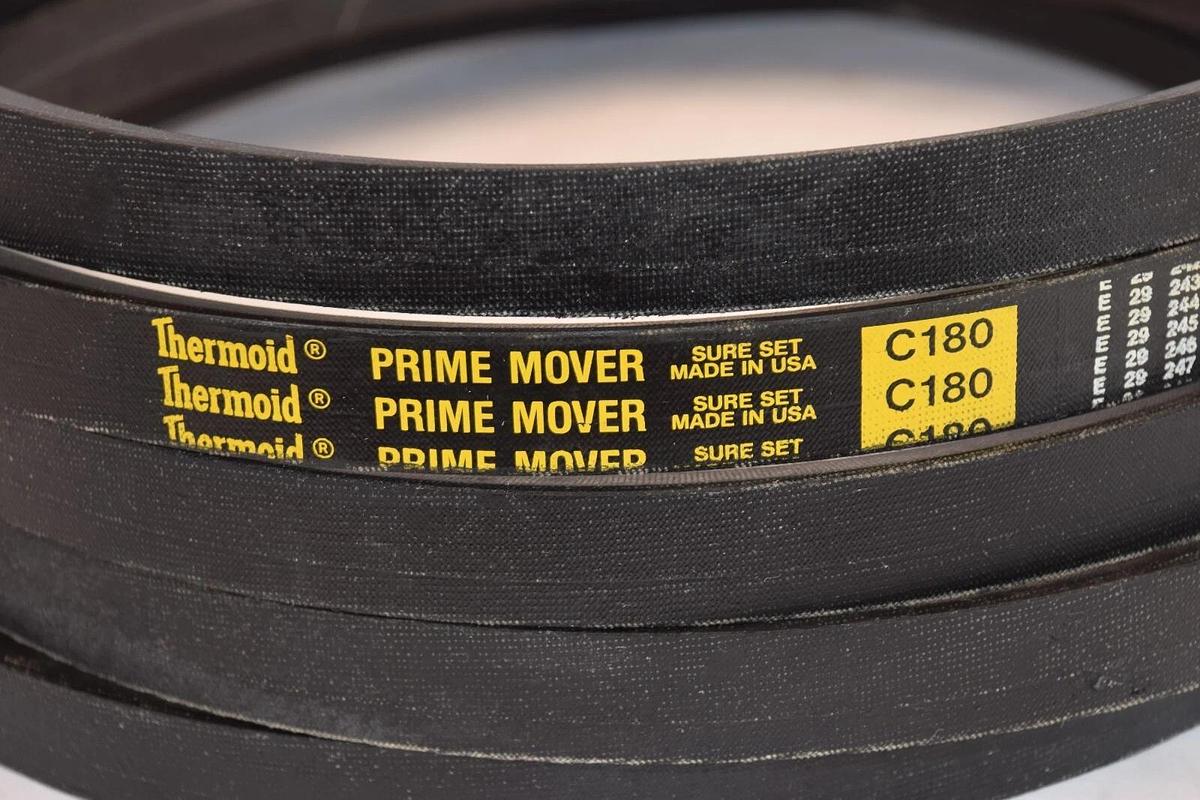 Thermoid® PRIME MOVER SURE SET MADE IN USA C180
Thermoid® PRIME MOVER SURE SET MADE IN USA C180
Thermoid® PRIME MOVER SURE SET C180
E 29 243
E 29 244
E 29 245
E 29 246
E 29 247